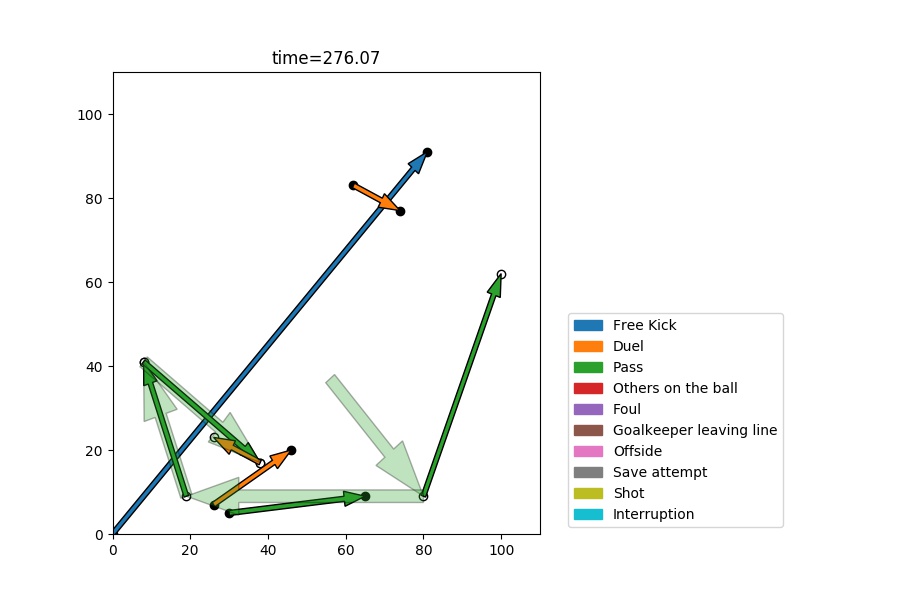 time=276.07
100
80
60
40
20
0
0 20 40 60 80 100
Free Kick
Duel
Pass
Others on the ball
Foul
Goalkeeper leaving line
Offside
Save attempt
Shot
Interruption